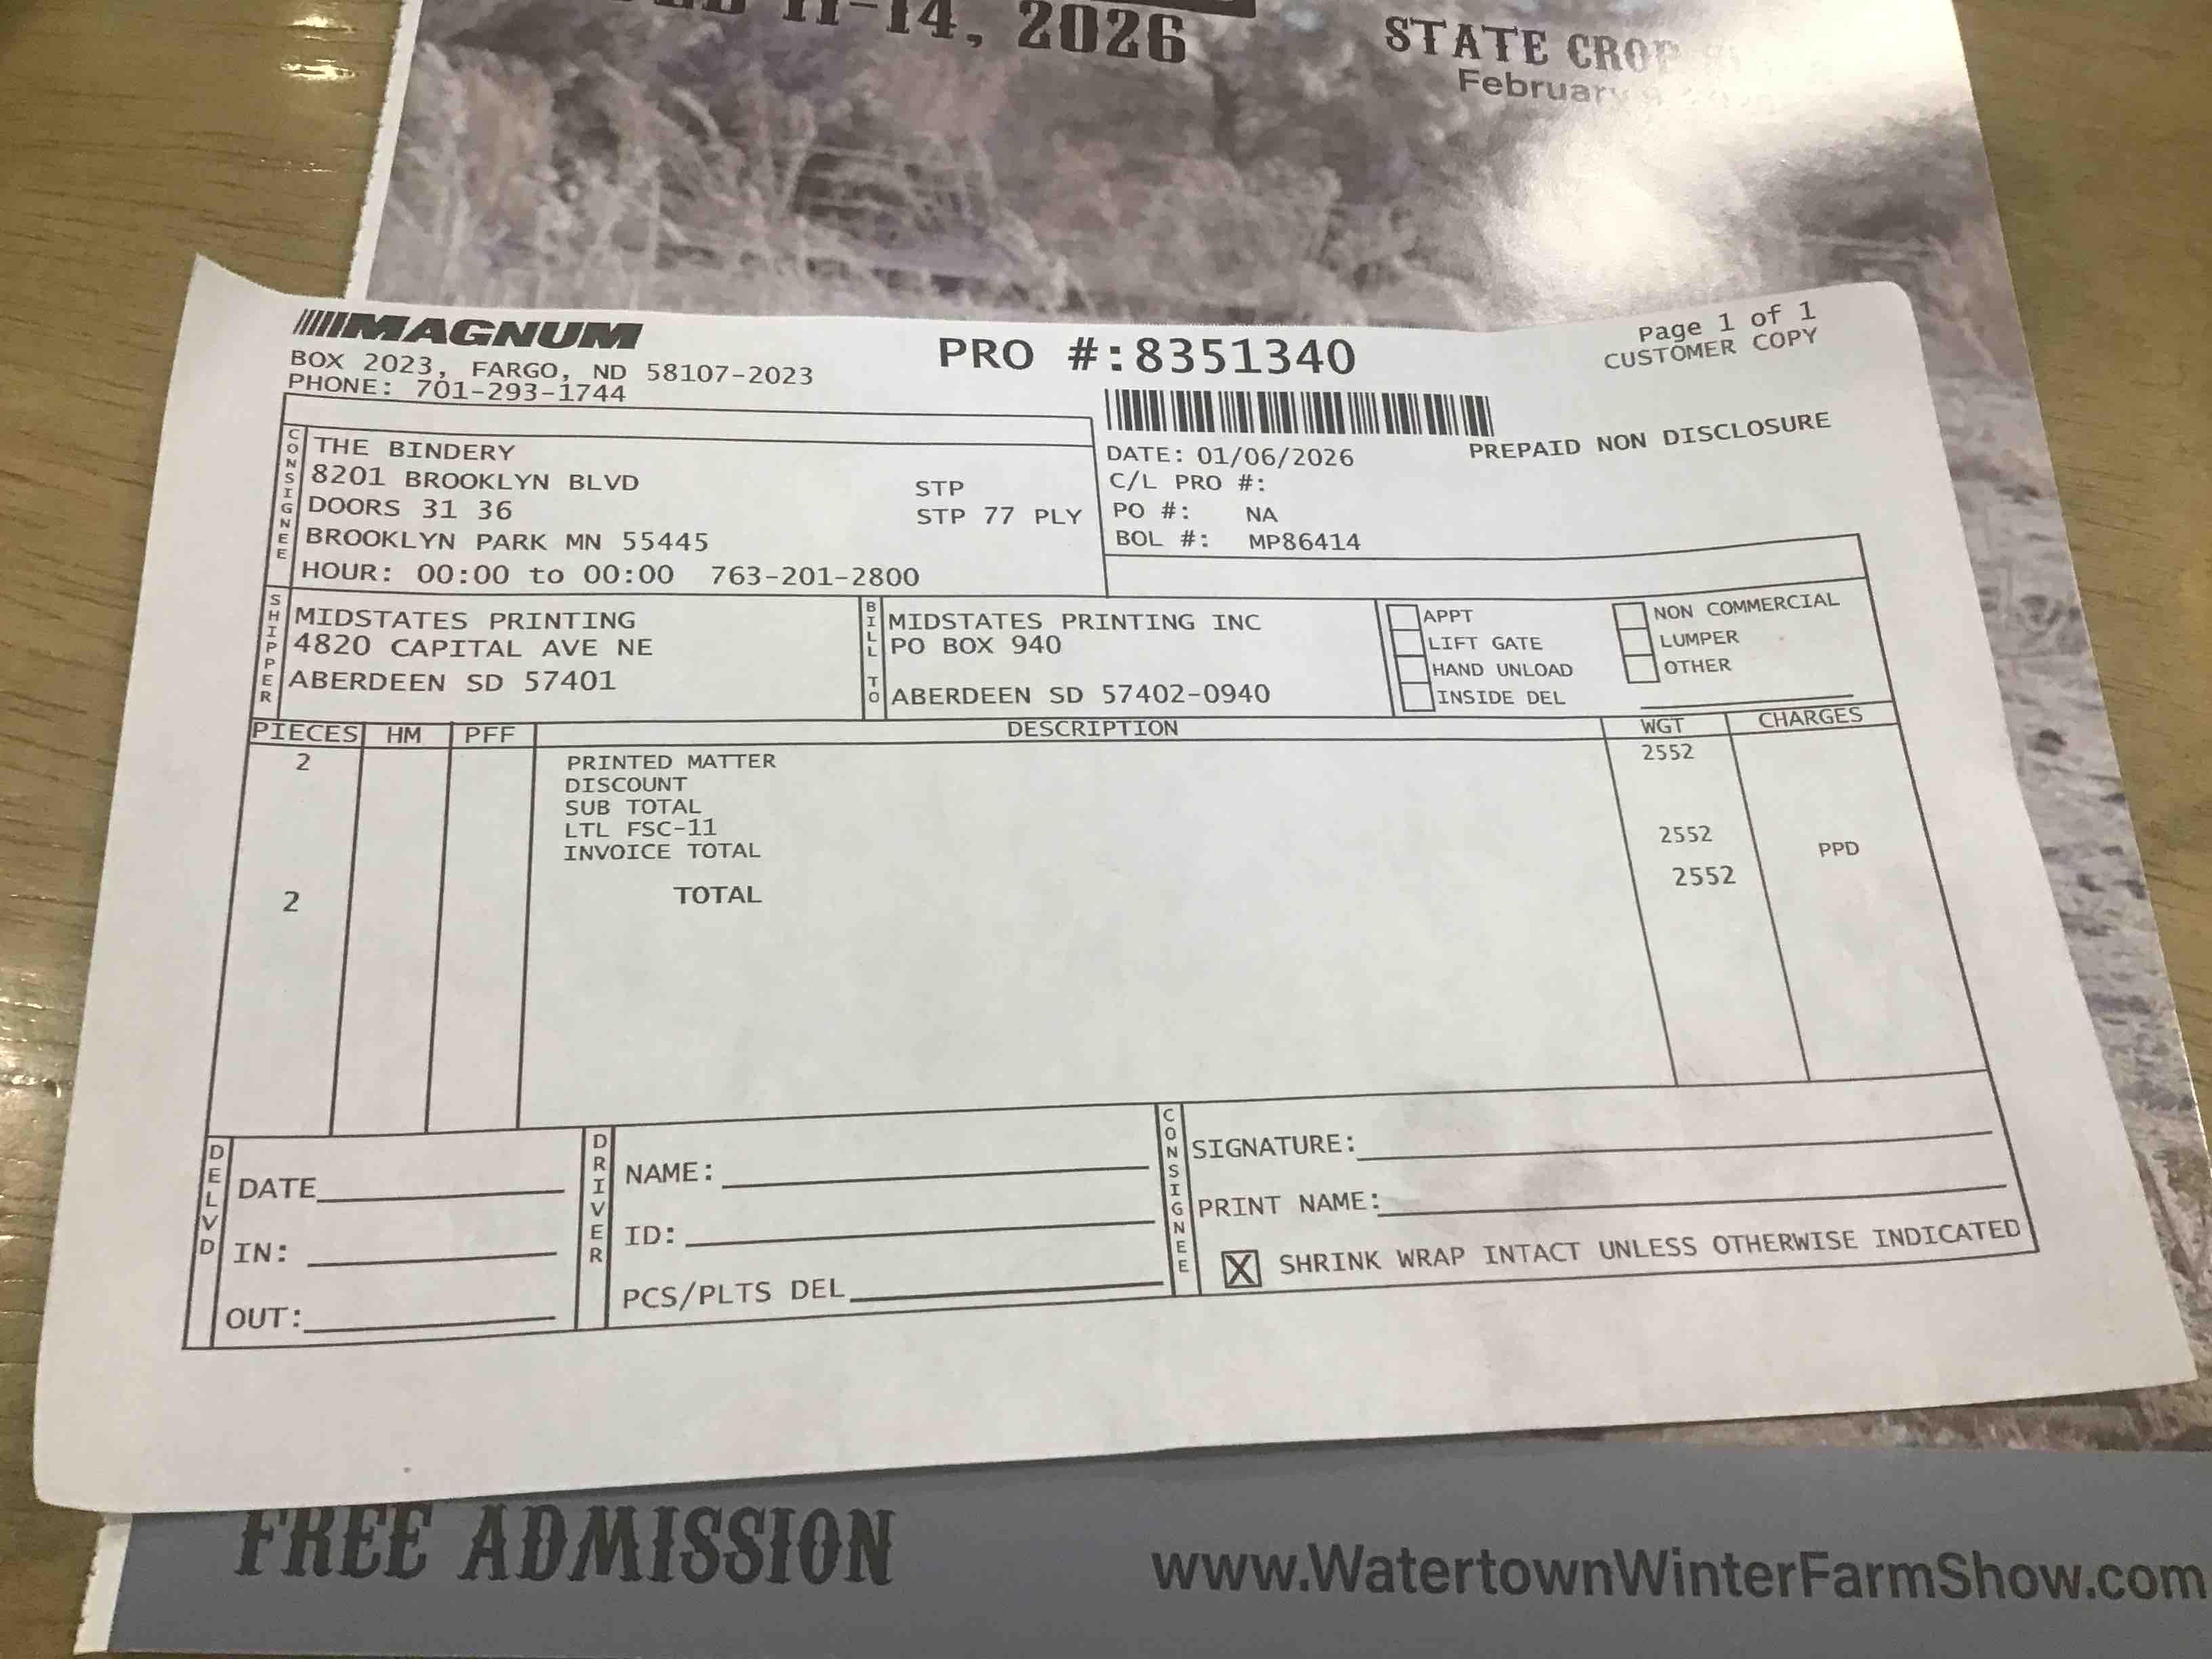 11-14, 2026
STATE CROP
February
MAGNUM
BOX 2023, FARGO, ND 58107-2023
PHONE: 701-293-1744
PRO #:8351340
Page 1 of 1
CUSTOMER COPY
PREPAID NON DISCLOSURE
CONSIGNEE
THE BINDERY
8201 BROOKLYN BLVD
DOORS 31 36
BROOKLYN PARK MN 55445
HOUR: 00:00 to 00:00 763-201-2800
STP
STP 77 PLY
DATE: 01/06/2026
C/L PRO #:
PO #: NA
BOL #: MP86414
SHIPPER
MIDSTATES PRINTING
4820 CAPITAL AVE NE
ABERDEEN SD 57401
BILL TO
MIDSTATES PRINTING INC
PO BOX 940
ABERDEEN SD 57402-0940
APPT
LIFT GATE
HAND UNLOAD
INSIDE DEL
NON COMMERCIAL
LUMPER
OTHER
PIECES HM PFF DESCRIPTION WGT CHARGES
2 PRINTED MATTER 2552
DISCOUNT
SUB TOTAL
LTL FSC-11 2552
INVOICE TOTAL PPD
2 TOTAL 2552
DELVD
DATE
IN:
OUT:
DRIVER
NAME:
ID:
PCS/PLTS DEL
CONSIGNEE
SIGNATURE:
PRINT NAME:
X SHRINK WRAP INTACT UNLESS OTHERWISE INDICATED
FREE ADMISSION
www.WatertownWinterFarmShow.com